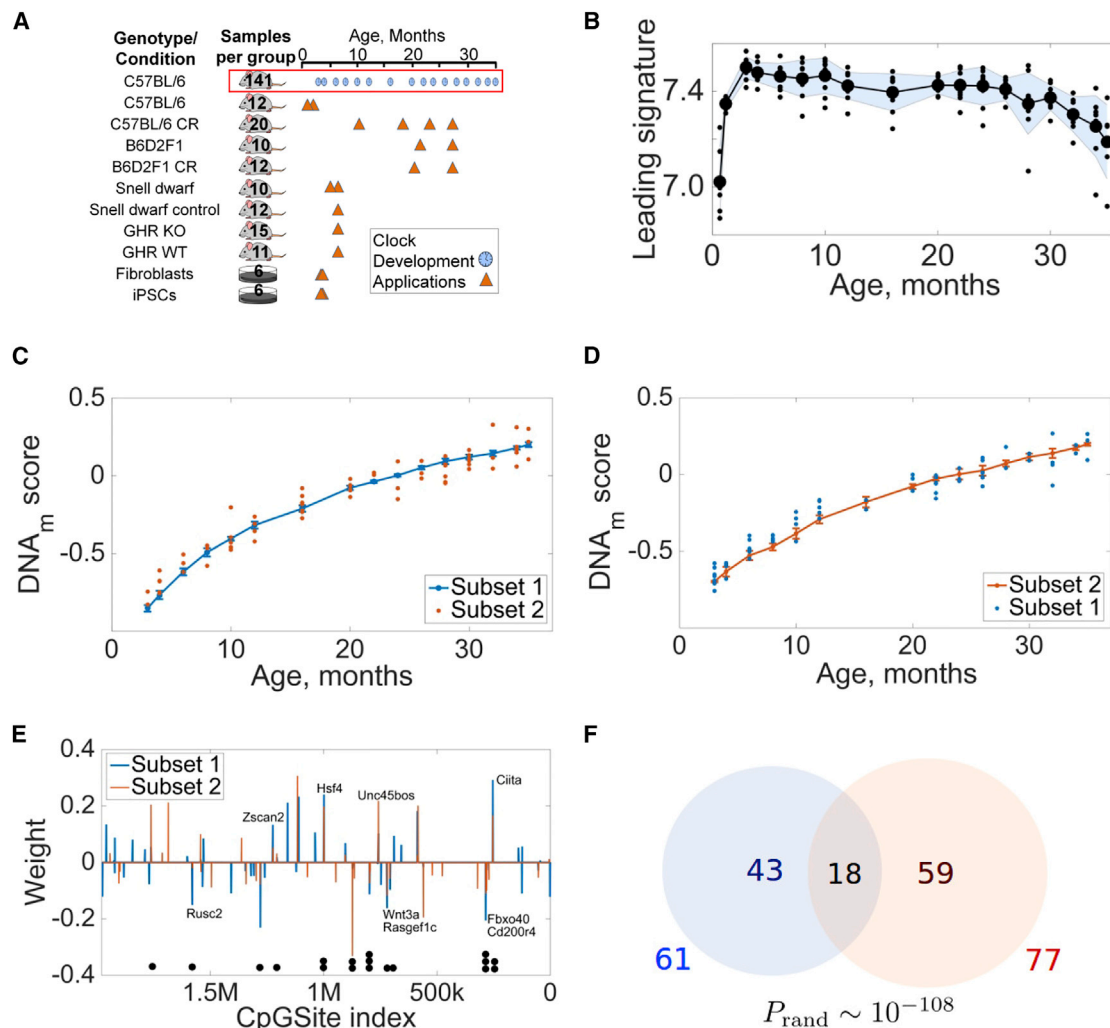 A
Genotype/ Condition
Samples per group
Age, Months
0 10 20 30
C57BL/6 141
C57BL/6 12
C57BL/6 CR 20
B6D2F1 10
B6D2F1 CR 12
Snell dwarf 10
Snell dwarf control 12
GHR KO 15
GHR WT 11
Fibroblasts 6
iPSCs 6
Clock
Development
Applications
B
Leading signature
7.4
7.0
0 10 20 30
Age, months
C
DNAm score
0.5
0
-0.5
0 10 20 30
Age, months
Subset 1
Subset 2
D
DNAm score
0.5
0
-0.5
0 10 20 30
Age, months
Subset 2
Subset 1
E
Weight
0.4
0.2
0
-0.2
-0.4
Subset 1
Subset 2
Zscan2
Hsf4
Unc45bos
Ciita
Rusc2
Wnt3a
Rasgef1c
Fbxo40
Cd200r4
1.5M 1M 500k 0
CpGSite index
F
43 18 59
61 77
Prand ~ 10−108